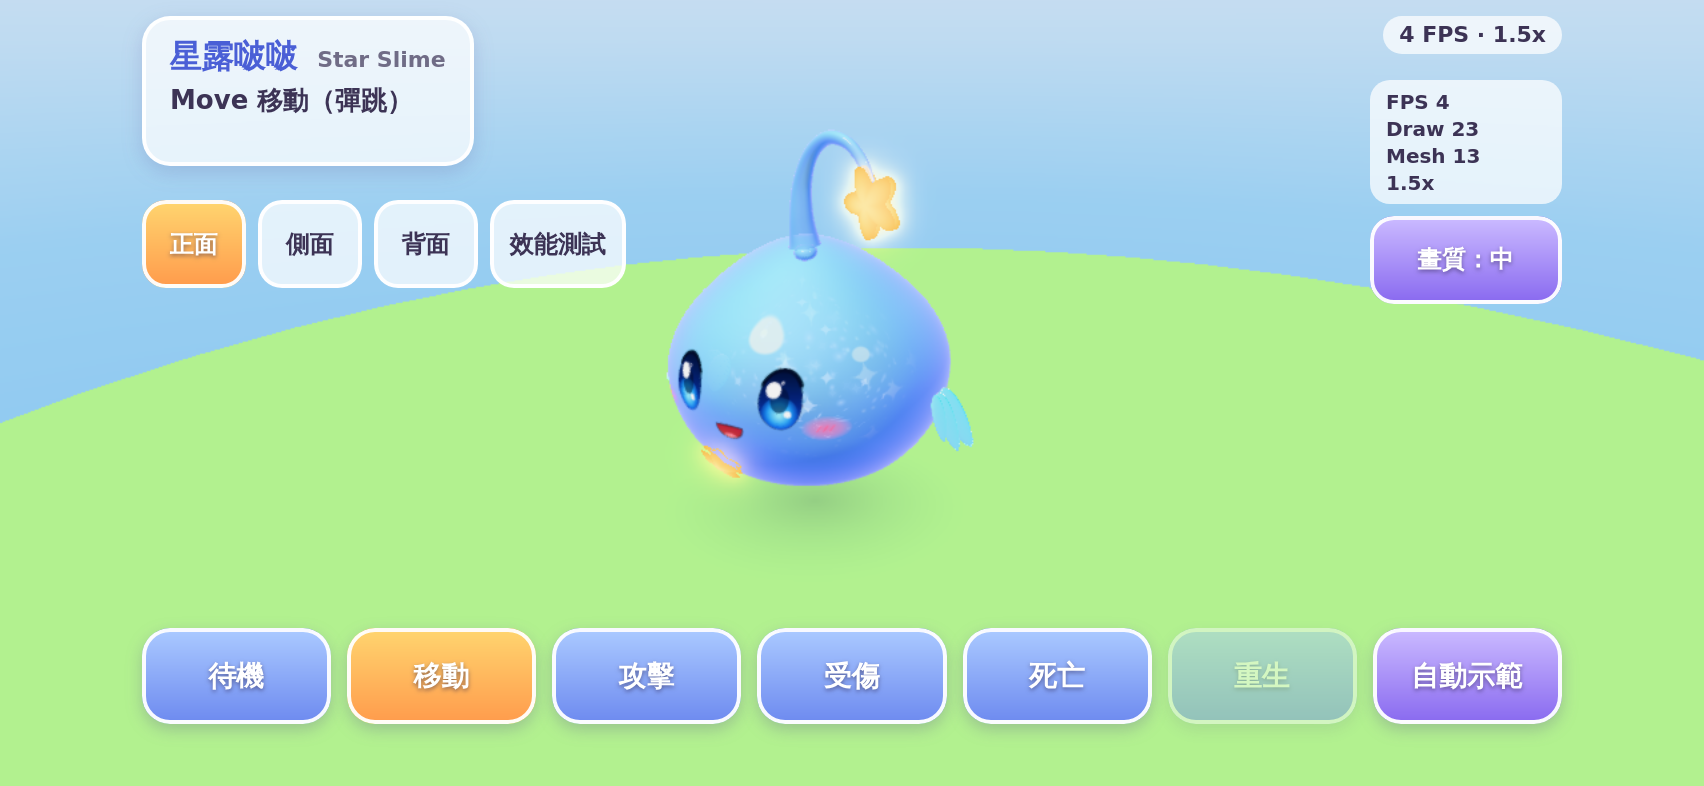 星露啵啵 Star Slime
Move 移動（彈跳）
4 FPS · 1.5x
FPS 4
Draw 23
Mesh 13
1.5x
正面
側面
背面
效能測試
畫質：中
待機
移動
攻擊
受傷
死亡
重生
自動示範